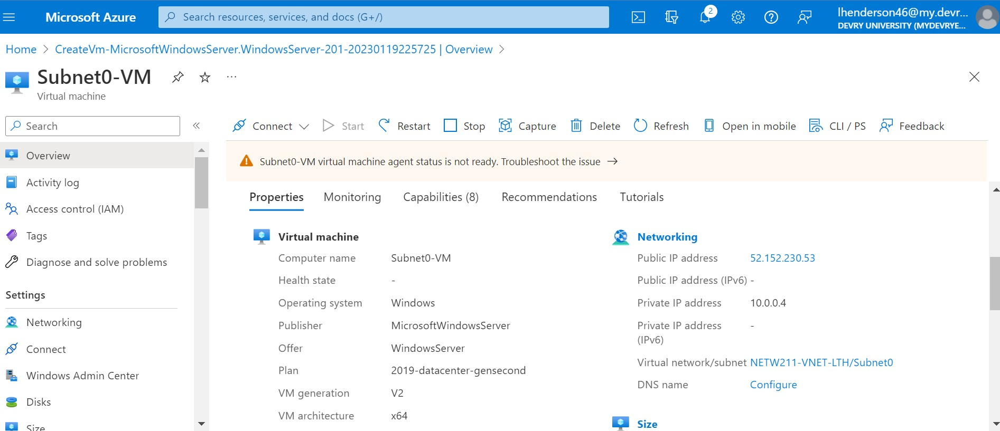 Microsoft Azure
Search resources, services, and docs (G+/)
2
lhenderson46@my.devr...
DEVRY UNIVERSITY (MYDEVRYE...
Home > CreateVm-MicrosoftWindowsServer.WindowsServer-201-20230119225725 | Overview >
Subnet0-VM ...
Virtual machine
Search «
Connect Start Restart Stop Capture Delete Refresh Open in mobile CLI / PS Feedback
Overview
Activity log
Access control (IAM)
Tags
Diagnose and solve problems
Settings
Networking
Connect
Windows Admin Center
Disks
Size
Subnet0-VM virtual machine agent status is not ready. Troubleshoot the issue →
Properties Monitoring Capabilities (8) Recommendations Tutorials
Virtual machine
Computer name Subnet0-VM
Health state -
Operating system Windows
Publisher MicrosoftWindowsServer
Offer WindowsServer
Plan 2019-datacenter-gensecond
VM generation V2
VM architecture x64
Networking
Public IP address 52.152.230.53
Public IP address (IPv6) -
Private IP address 10.0.0.4
Private IP address -
(IPv6)
Virtual network/subnet NETW211-VNET-LTH/Subnet0
DNS name Configure
Size